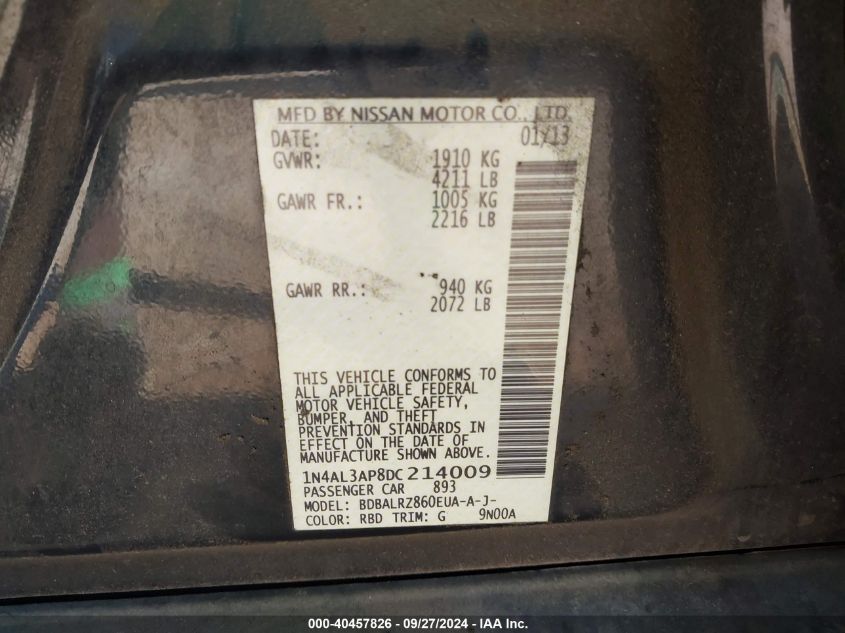 MFD BY NISSAN MOTOR CO., LTD.
DATE: 01/13
GVWR: 1910 KG
4211 LB
GAWR FR.: 1005 KG
2216 LB
GAWR RR.: 940 KG
2072 LB
THIS VEHICLE CONFORMS TO
ALL APPLICABLE FEDERAL
MOTOR VEHICLE SAFETY,
BUMPER, AND THEFT
PREVENTION STANDARDS IN
EFFECT ON THE DATE OF
MANUFACTURE SHOWN ABOVE.
1N4AL3AP8DC214009
PASSENGER CAR 893
MODEL: BDBALRZ860EUA-A-J-
COLOR: RBD TRIM: G 9N00A
000-40457826 - 09/27/2024 - IAA Inc.